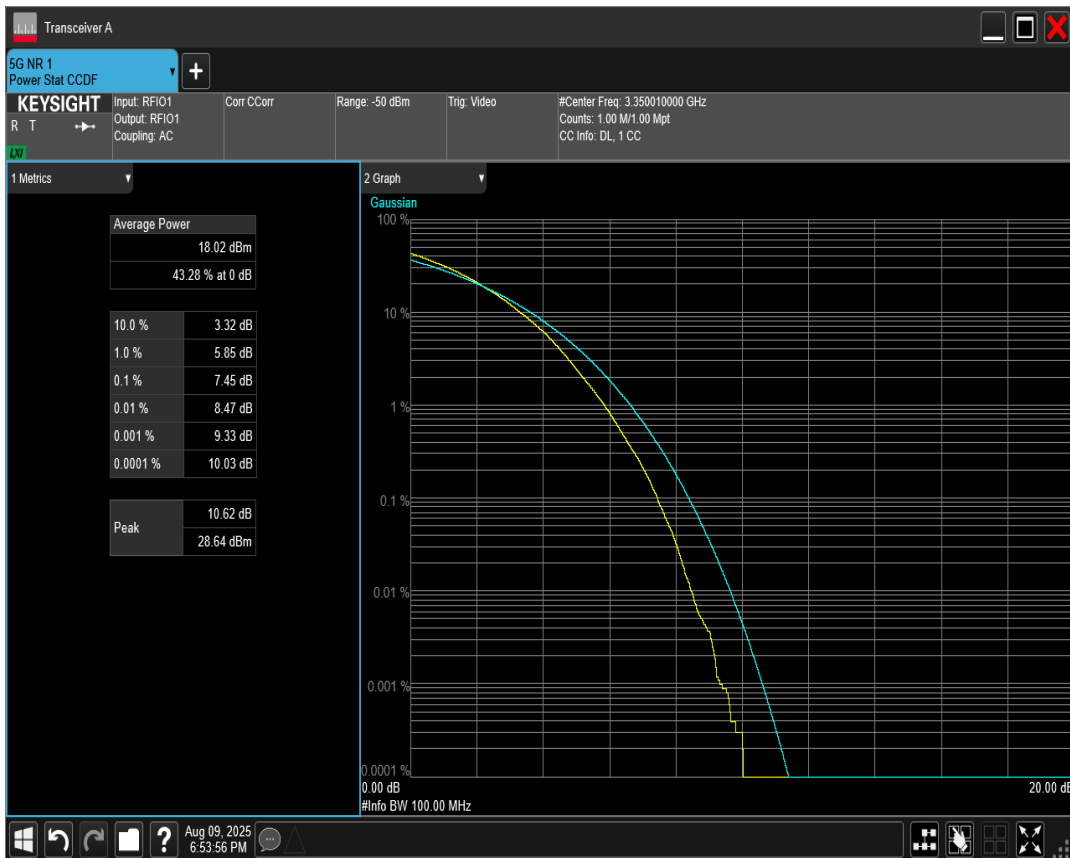 Transceiver A
5G NR 1
Power Stat CCDF
+
KEYSIGHT
R T
LXI
Input: RFIO1
Output: RFIO1
Coupling: AC
Corr CCorr
Range: -50 dBm
Trig: Video
#Center Freq: 3.350010000 GHz
Counts: 1.00 M/1.00 Mpt
CC Info: DL, 1 CC
1 Metrics
Average Power
18.02 dBm
43.28 % at 0 dB
10.0 % 3.32 dB
1.0 % 5.85 dB
0.1 % 7.45 dB
0.01 % 8.47 dB
0.001 % 9.33 dB
0.0001 % 10.03 dB
Peak
10.62 dB
28.64 dBm
2 Graph
Gaussian
100 %
10 %
1 %
0.1 %
0.01 %
0.001 %
0.0001 %
0.00 dB 20.00 dB
#Info BW 100.00 MHz
?
Aug 09, 2025
6:53:56 PM